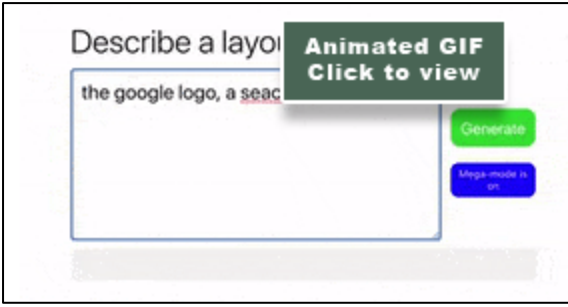 Describe a layou
Animated GIF
Click to view
the google logo, a seac
Generate
Mega-mode is
on